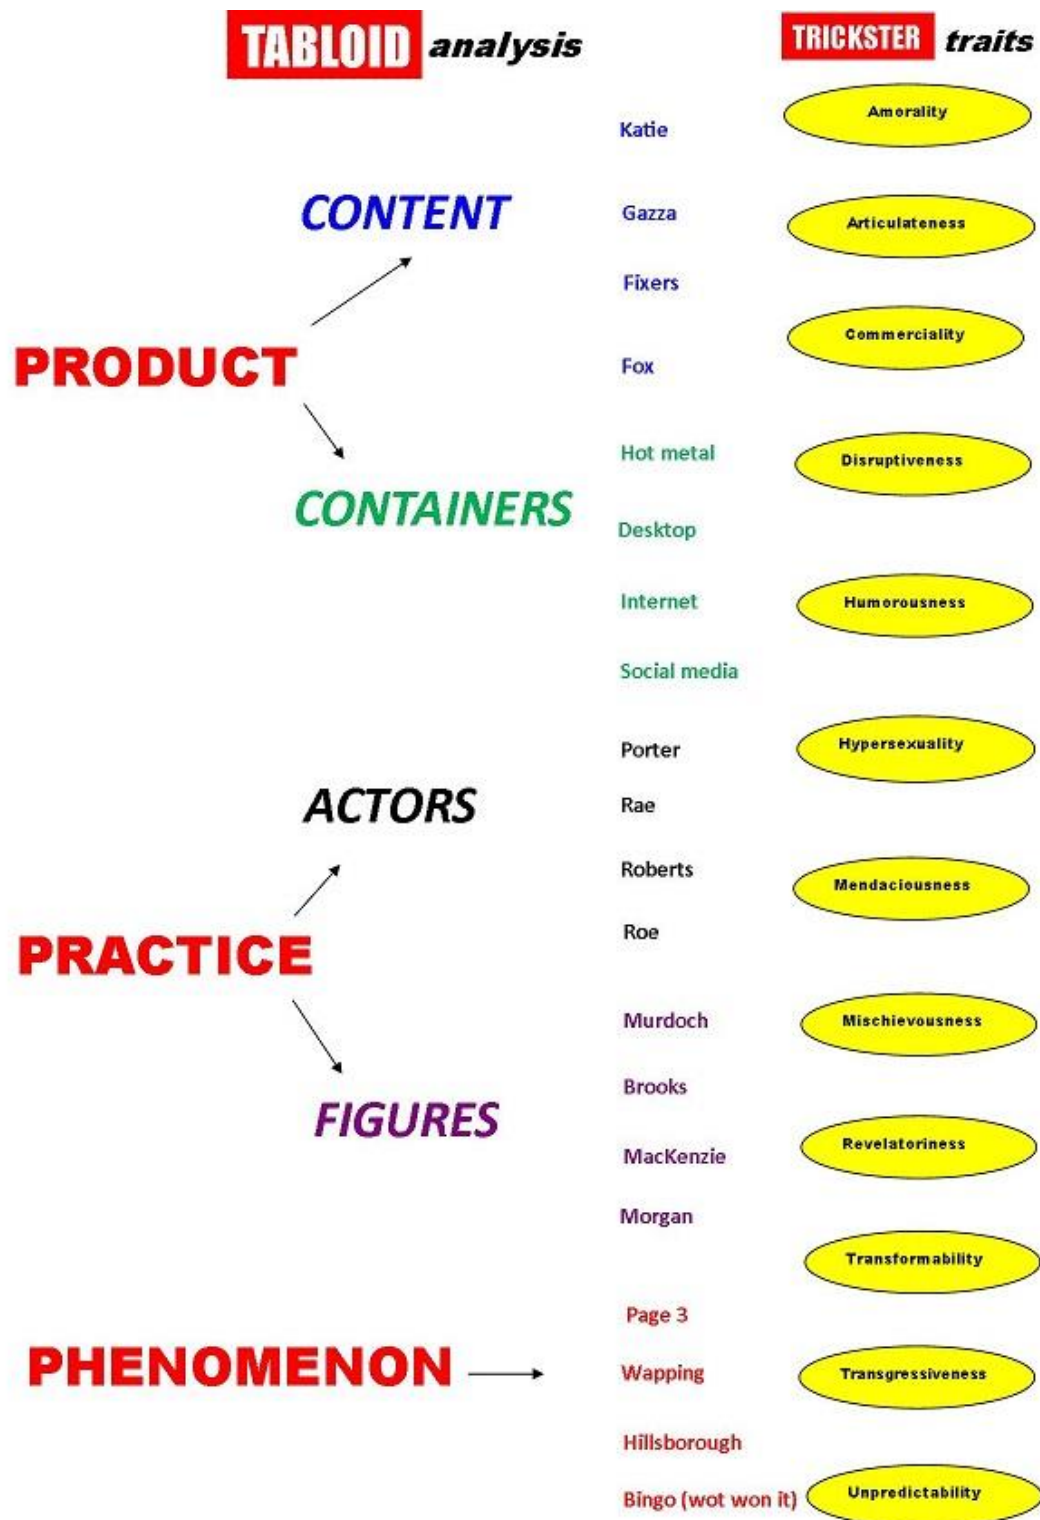 TABLOID analysis
TRICKSTER traits
CONTENT
PRODUCT
CONTAINERS
ACTORS
PRACTICE
FIGURES
PHENOMENON
Katie
Gazza
Fixers
Fox
Hot metal
Desktop
Internet
Social media
Porter
Rae
Roberts
Roe
Murdoch
Brooks
MacKenzie
Morgan
Page 3
Wapping
Hillsborough
Bingo (wot won it)
Amorality
Articulateness
Commerciality
Disruptiveness
Humorousness
Hypersexuality
Mendaciousness
Mischievousness
Revelatoriness
Transformability
Transgressiveness
Unpredictability